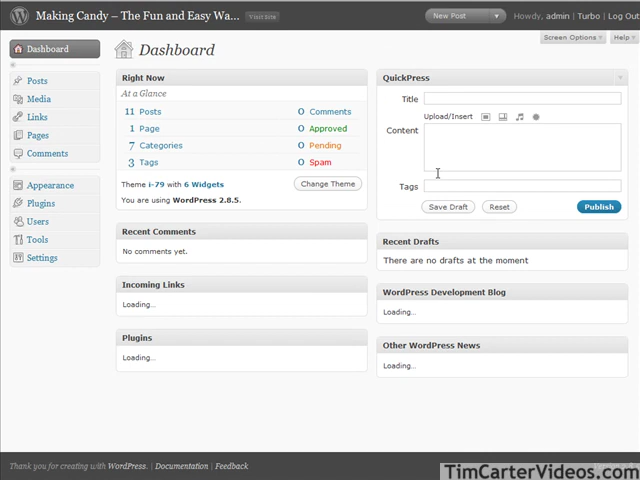 Making Candy – The Fun and Easy Wa... Visit Site New Post Howdy, admin | Turbo | Log Out
Screen Options Help
Dashboard
Posts
Media
Links
Pages
Comments
Appearance
Plugins
Users
Tools
Settings
Dashboard
Right Now
At a Glance
11 Posts 0 Comments
1 Page 0 Approved
7 Categories 0 Pending
3 Tags 0 Spam
Theme i-79 with 6 Widgets Change Theme
You are using WordPress 2.8.5.
Recent Comments
No comments yet.
Incoming Links
Loading...
Plugins
Loading...
QuickPress
Title
Upload/Insert
Content
Tags
Save Draft Reset Publish
Recent Drafts
There are no drafts at the moment
WordPress Development Blog
Loading...
Other WordPress News
Loading...
Thank you for creating with WordPress. | Documentation | Feedback
TimCarterVideos.com